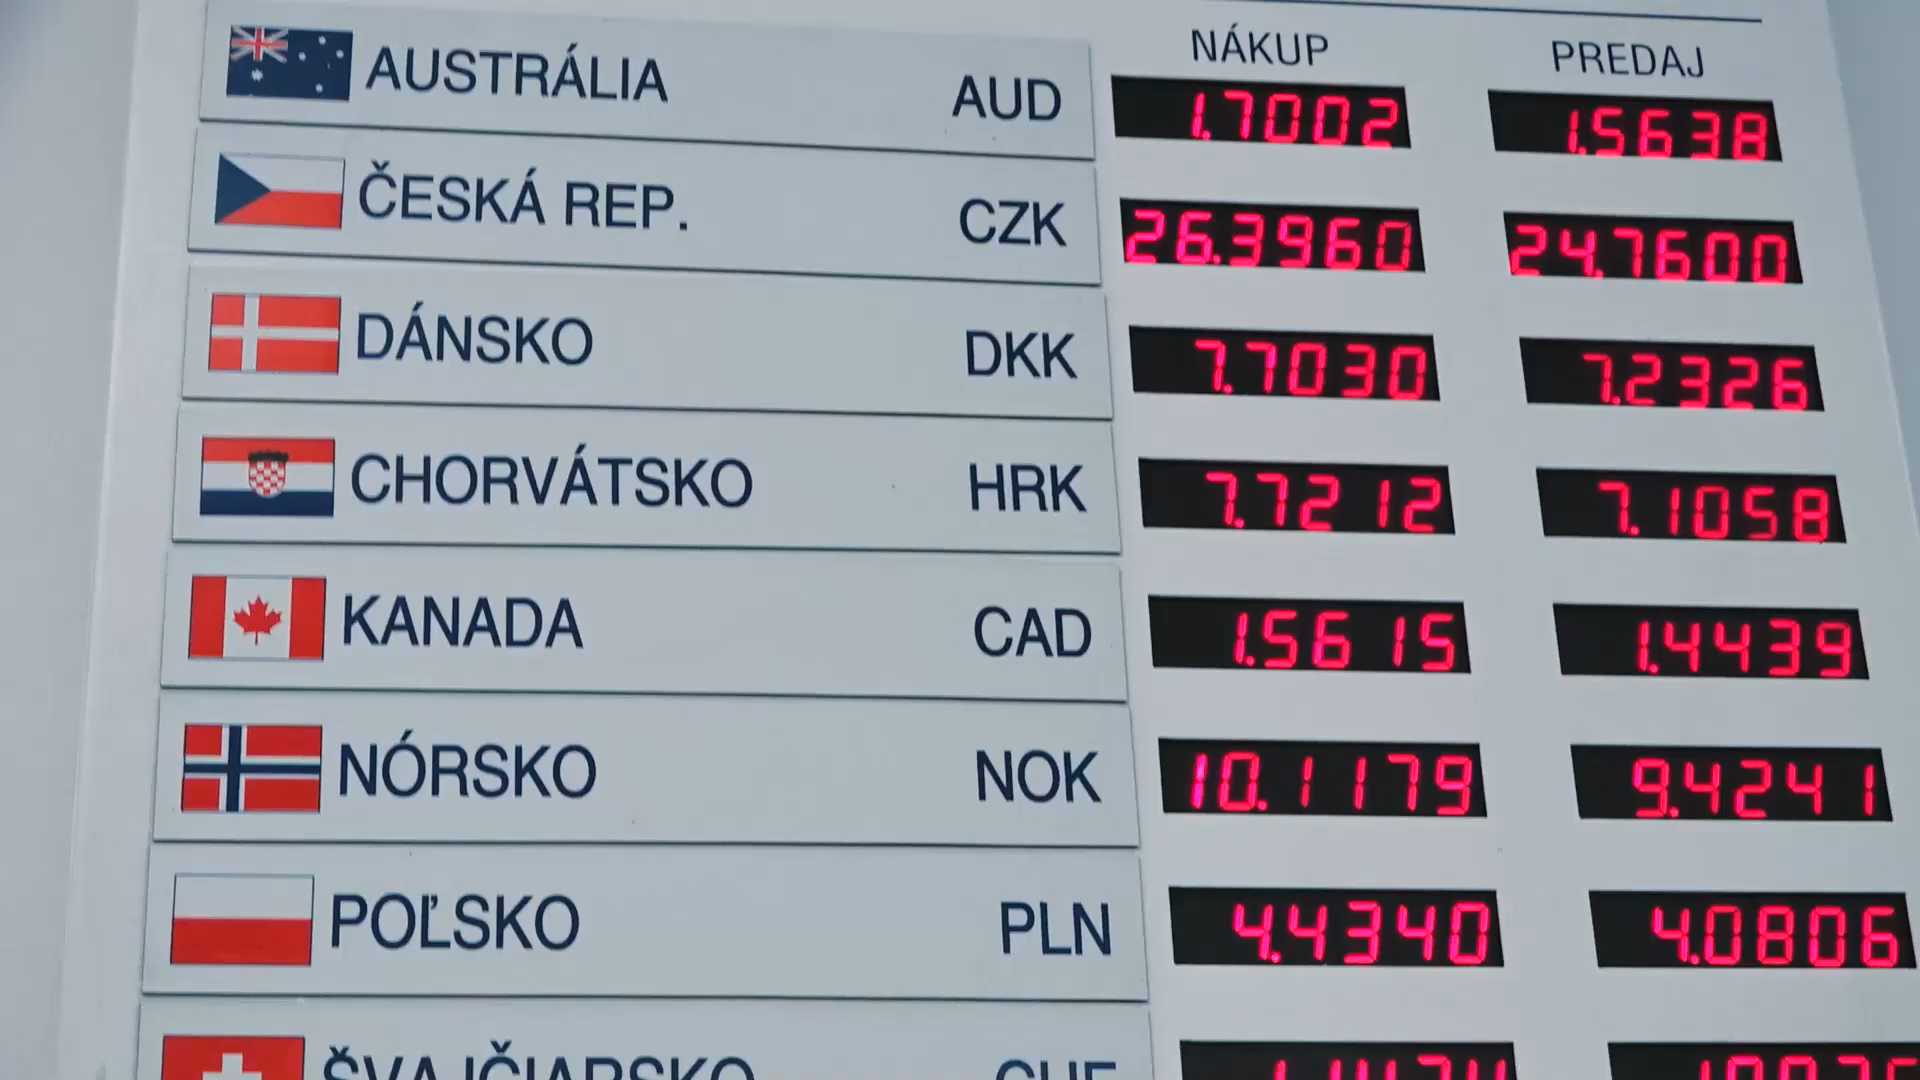 NÁKUP PREDAJ
AUSTRÁLIA AUD 1.7002 1.5638
ČESKÁ REP. CZK 26.3960 24.7600
DÁNSKO DKK 7.7030 7.2326
CHORVÁTSKO HRK 7.7212 7.1058
KANADA CAD 1.5615 1.4439
NÓRSKO NOK 10.1179 9.4241
POĽSKO PLN 4.4340 4.0806
ŠVAJČIARSKO CHF